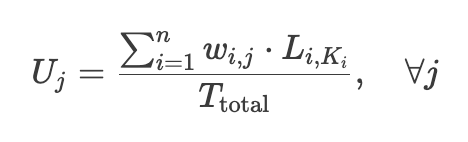 $U_j = \frac{\sum_{i=1}^{n} w_{i,j} \cdot L_{i,K_i}}{T_{\text{total}}}, \quad \forall j$